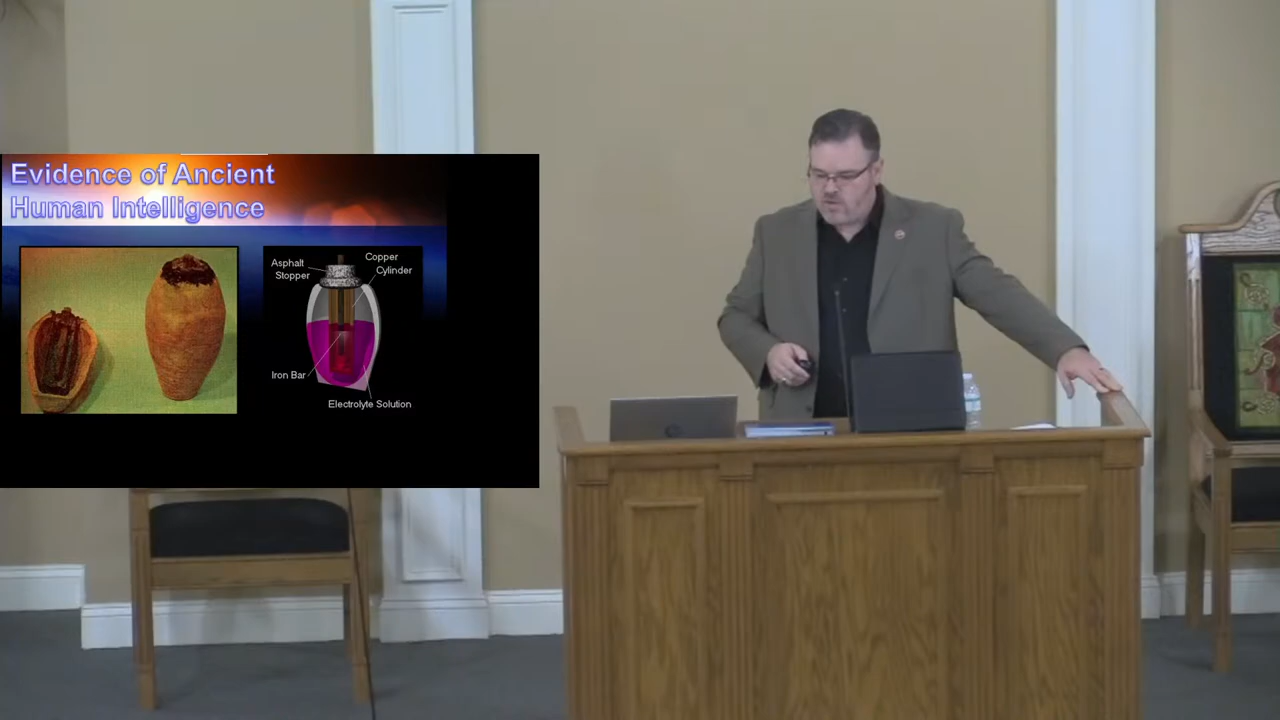 Evidence of Ancient
Human Intelligence
Asphalt
Stopper
Copper
Cylinder
Iron Bar
Electrolyte Solution